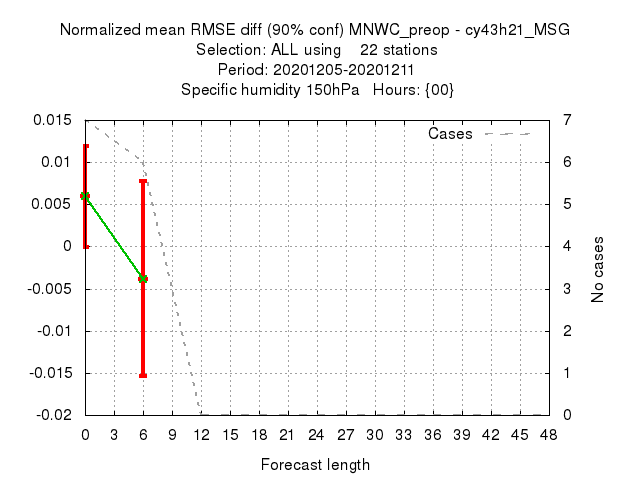 Normalized mean RMSE diff (90% conf) MNWC_preop - cy43h21_MSG
Selection: ALL using 22 stations
Period: 20201205-20201211
Specific humidity 150hPa Hours: {00}
Cases
0.015
0.01
0.005
0
-0.005
-0.01
-0.015
-0.02
7
6
5
4
3
2
1
0
No cases
0 3 6 9 12 15 18 21 24 27 30 33 36 39 42 45 48
Forecast length